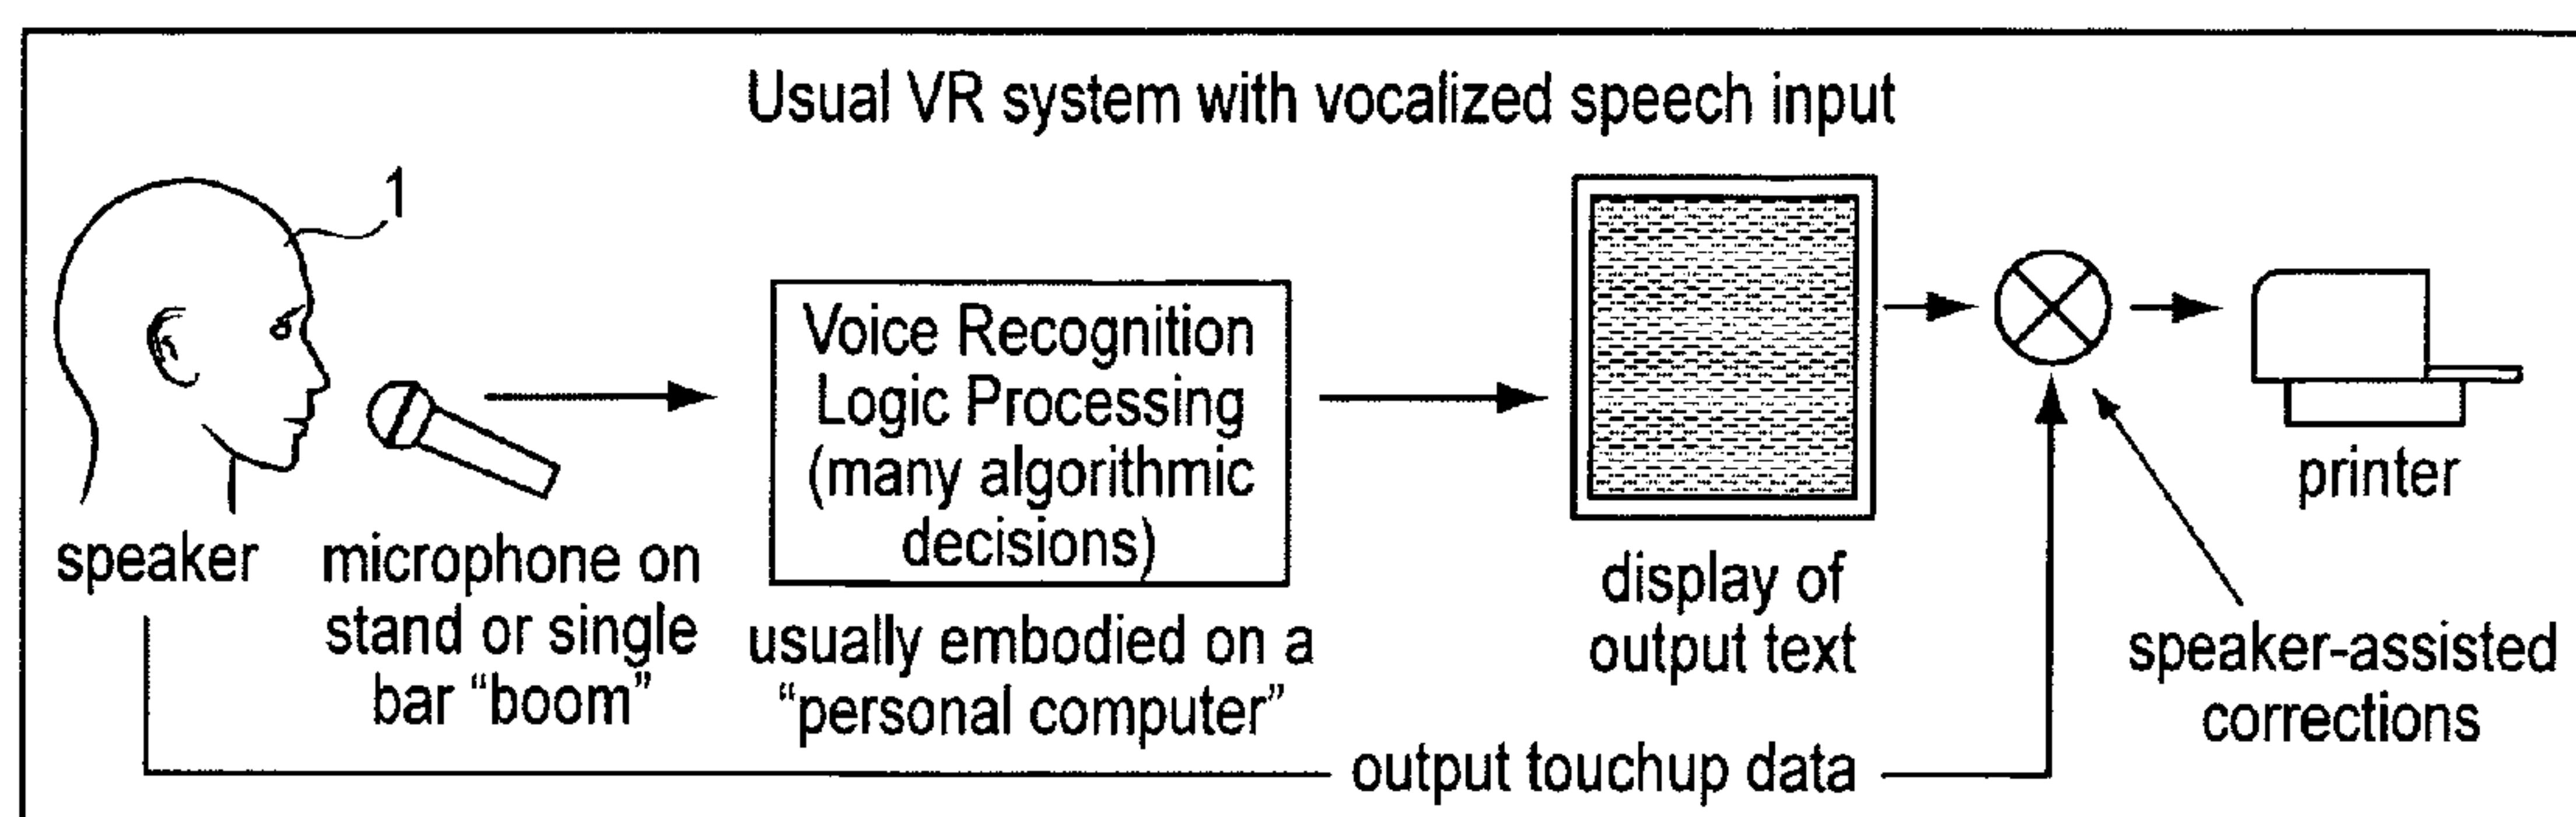 Usual VR system with vocalized speech input
1
speaker
microphone on
stand or single
bar “boom”
Voice Recognition
Logic Processing
(many algorithmic
decisions)
usually embodied on a
“personal computer”
display of
output text
printer
speaker-assisted
corrections
output touchup data